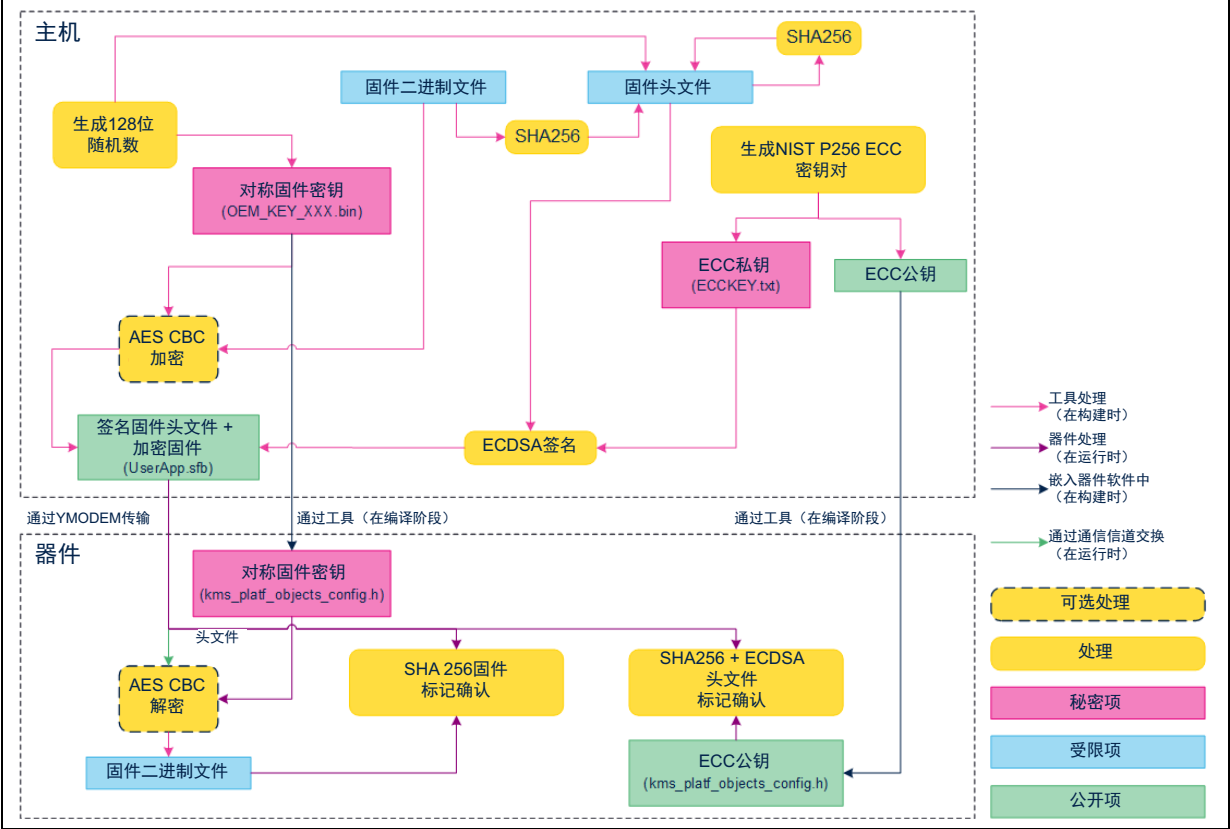 主机
SHA256
固件二进制文件
固件头文件
生成128位
随机数
SHA256
生成NIST P256 ECC
密钥对
对称固件密钥
(OEM_KEY_XXX.bin)
ECC私钥
(ECCKEY.txt)
ECC公钥
AES CBC
加密
签名固件头文件 +
加密固件
(UserApp.sfb)
ECDSA签名
工具处理
（在构建时）
器件处理
（在运行时）
嵌入器件软件中
（在构建时）
通过通信信道交换
（在运行时）
通过YMODEM传输
通过工具（在编译阶段）
通过工具（在编译阶段）
器件
对称固件密钥
(kms_platf_objects_config.h)
头文件
AES CBC
解密
SHA 256固件
标记确认
SHA256 + ECDSA
头文件
标记确认
固件二进制文件
ECC公钥
(kms_platf_objects_config.h)
可选处理
处理
秘密项
受限项
公开项